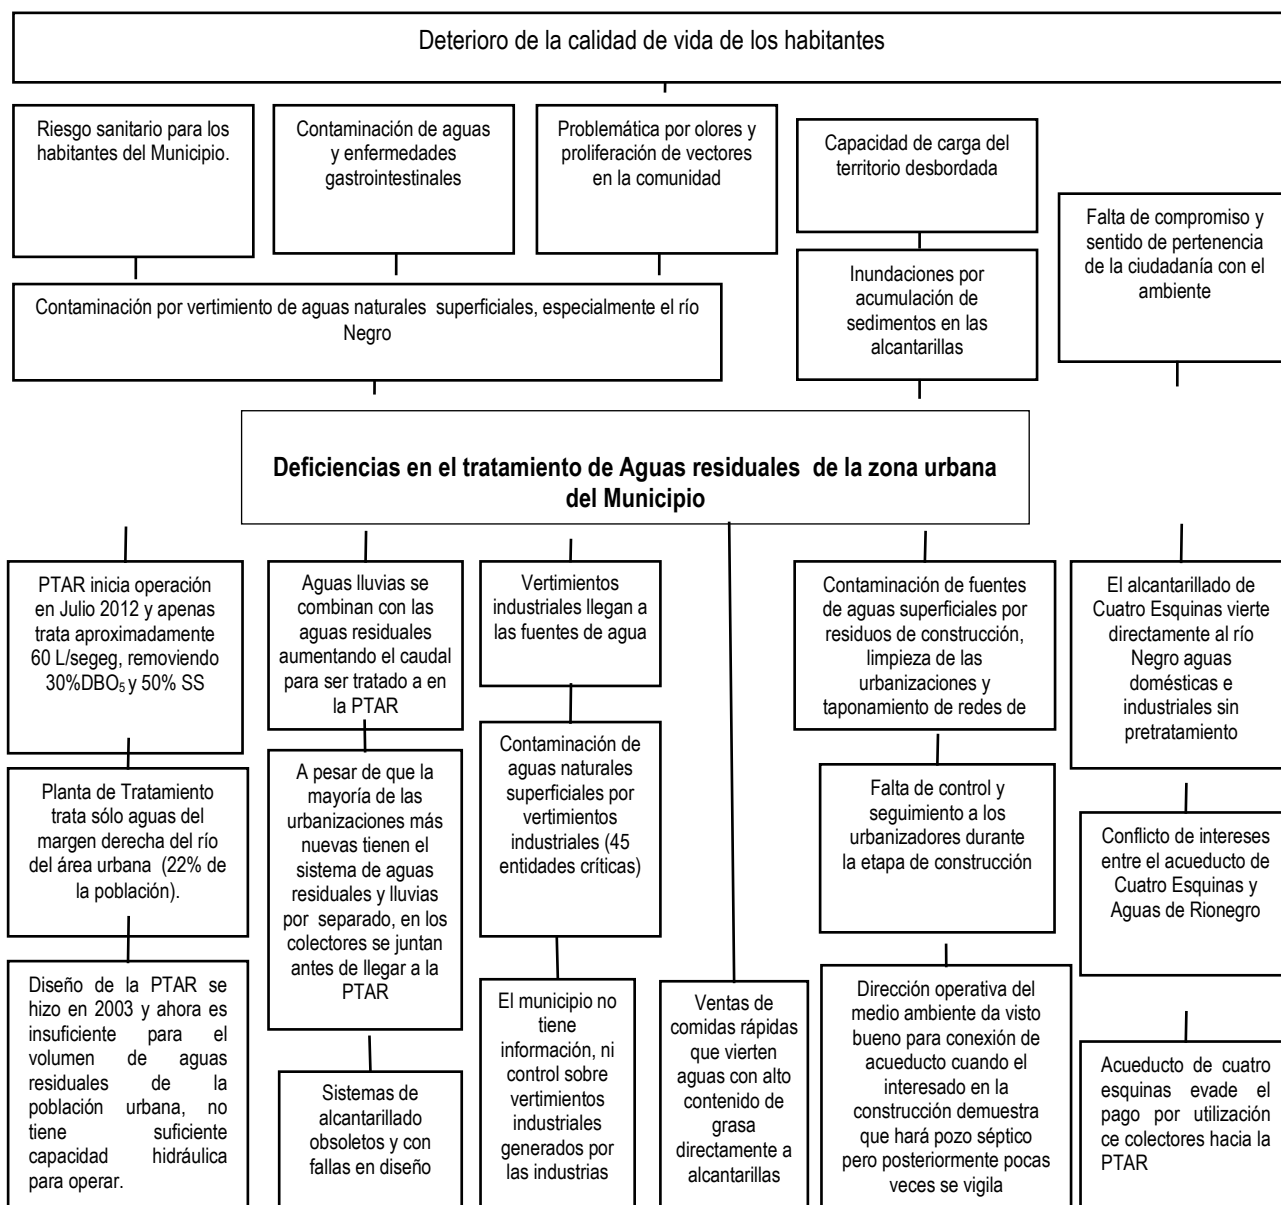 Deterioro de la calidad de vida de los habitantes
Riesgo sanitario para los
habitantes del Municipio.
Contaminación de aguas
y enfermedades
gastrointestinales
Problemática por olores y
proliferación de vectores
en la comunidad
Capacidad de carga del
territorio desbordada
Falta de compromiso y
sentido de pertenencia
de la ciudadanía con el
ambiente
Contaminación por vertimiento de aguas naturales superficiales, especialmente el río
Negro
Inundaciones por
acumulación de
sedimentos en las
alcantarillas
Deficiencias en el tratamiento de Aguas residuales de la zona urbana
del Municipio
PTAR inicia operación
en Julio 2012 y apenas
trata aproximadamente
60 L/segeg, removiendo
30%DBO₅ y 50% SS
Aguas lluvias se
combinan con las
aguas residuales
aumentando el caudal
para ser tratado a en
la PTAR
Vertimientos
industriales llegan a
las fuentes de agua
Contaminación de fuentes
de aguas superficiales por
residuos de construcción,
limpieza de las
urbanizaciones y
taponamiento de redes de
El alcantarillado de
Cuatro Esquinas vierte
directamente al río
Negro aguas
domésticas e
industriales sin
pretratamiento
Planta de Tratamiento
trata sólo aguas del
margen derecha del río
del área urbana (22% de
la población).
A pesar de que la
mayoría de las
urbanizaciones más
nuevas tienen el
sistema de aguas
residuales y lluvias
por separado, en los
colectores se juntan
antes de llegar a la
PTAR
Contaminación de
aguas naturales
superficiales por
vertimientos
industriales (45
entidades críticas)
Falta de control y
seguimiento a los
urbanizadores durante
la etapa de construcción
Conflicto de intereses
entre el acueducto de
Cuatro Esquinas y
Aguas de Rionegro
Diseño de la PTAR se
hizo en 2003 y ahora es
insuficiente para el
volumen de aguas
residuales de la
población urbana, no
tiene suficiente
capacidad hidráulica
para operar.
Sistemas de
alcantarillado
obsoletos y con
fallas en diseño
El municipio no
tiene
información, ni
control sobre
vertimientos
industriales
generados por
las industrias
Ventas de
comidas rápidas
que vierten
aguas con alto
contenido de
grasa
directamente a
alcantarillas
Dirección operativa del
medio ambiente da visto
bueno para conexión de
acueducto cuando el
interesado en la
construcción demuestra
que hará pozo séptico
pero posteriormente pocas
veces se vigila
Acueducto de cuatro
esquinas evade el
pago por utilización
ce colectores hacia la
PTAR